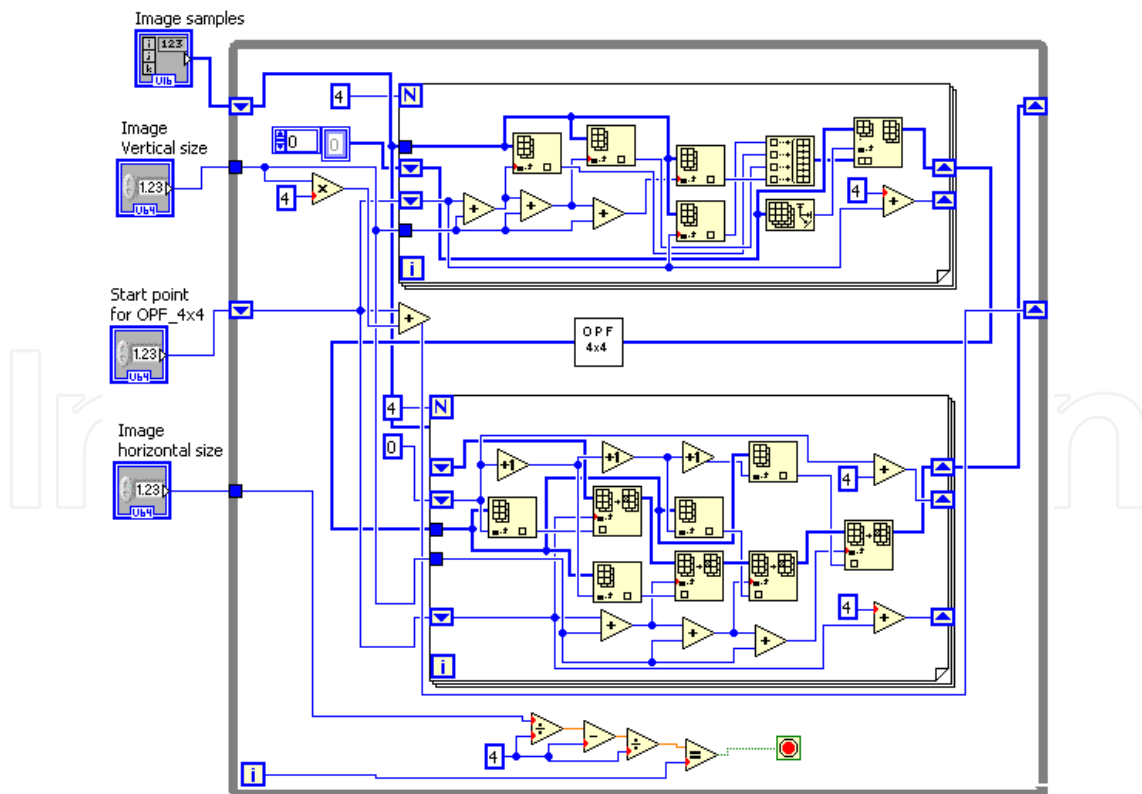 Image samples
i
j
k
123
U16
Image
Vertical size
1.23
U64
Start point
for OPF_4x4
1.23
U64
Image
horizontal size
1.23
U64
0
0
4
×
4
N
+
+
+
4
+
i
+
OPF
4x4
4
N
0
+1
+1
+1
4
+
+
+
+
4
+
i
÷
−
÷
=
4
i